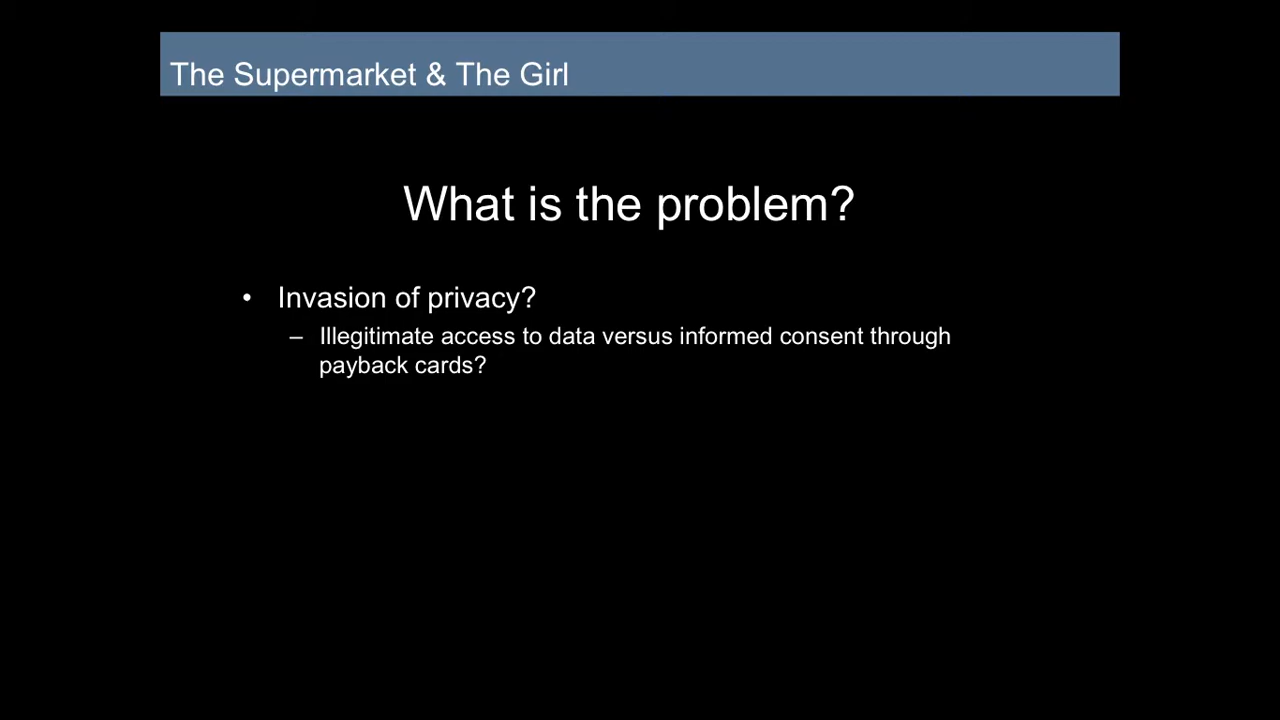 The Supermarket & The Girl
What is the problem?
• Invasion of privacy?
– Illegitimate access to data versus informed consent through
payback cards?